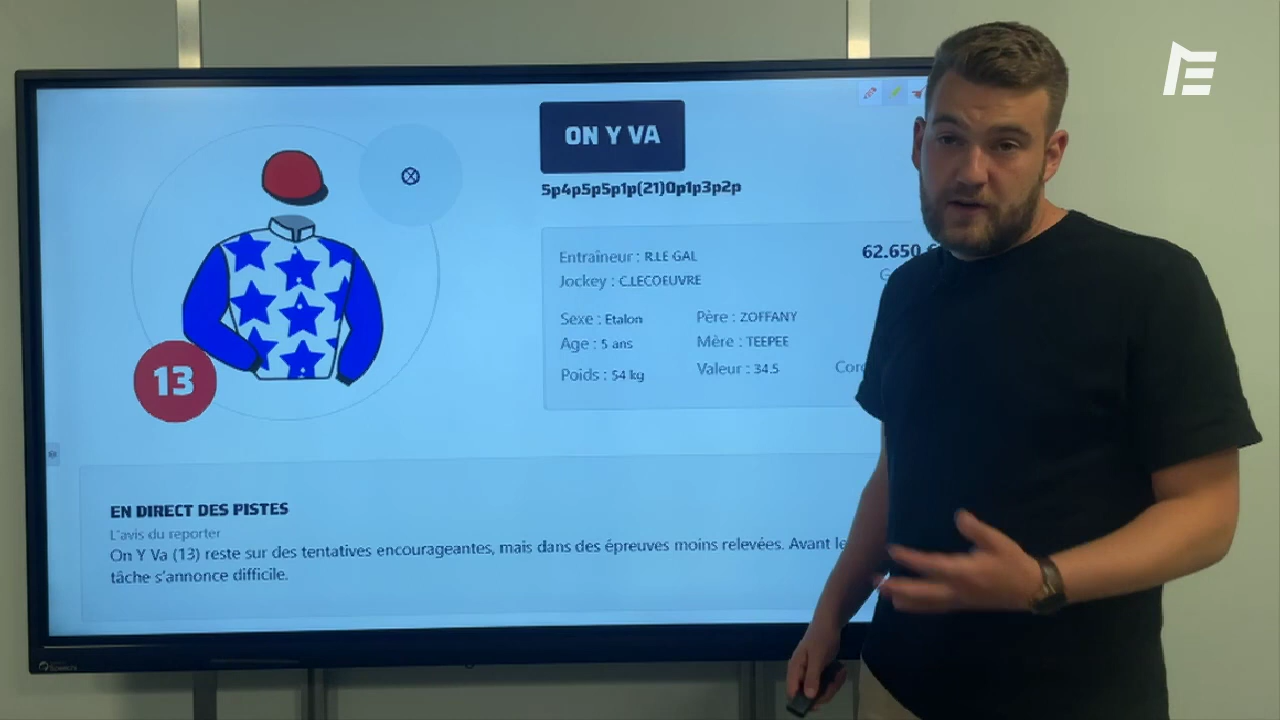 ON Y VA
5p4p5p5p1p(21)0p1p3p2p
Entraîneur : R.LE GAL
62.650
Jockey : C.LECOEUVRE
Sexe : Etalon
Père : ZOFFANY
Age : 5 ans
Mère : TEEPEE
Poids : 54 kg
Valeur : 34.5
13
EN DIRECT DES PISTES
L'avis du reporter
On Y Va (13) reste sur des tentatives encourageantes, mais dans des épreuves moins relevées. Avant
tâche s'annonce difficile.